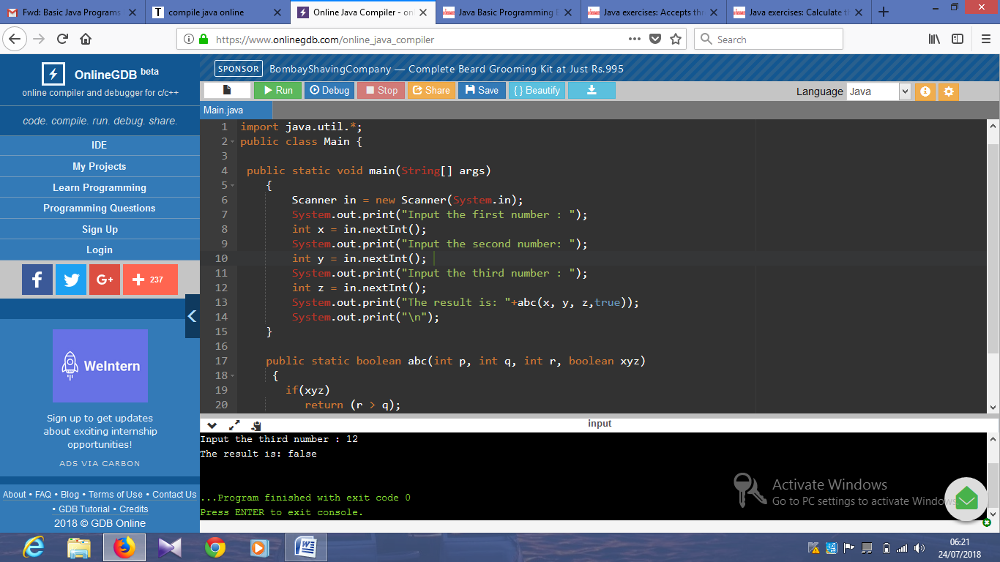 Fwd: Basic Java Programs
compile java online
Online Java Compiler - onl
Java Basic Programming E
Java exercises: Accepts thr
Java exercises: Calculate t
https://www.onlinegdb.com/online_java_compiler
Search
OnlineGDB beta
online compiler and debugger for c/c++
code. compile. run. debug. share.
IDE
My Projects
Learn Programming
Programming Questions
Sign Up
Login
f
G+
237
WeIntern
Sign up to get updates
about exciting internship
opportunities!
ADS VIA CARBON
About • FAQ • Blog • Terms of Use • Contact Us
• GDB Tutorial • Credits
2018 © GDB Online
SPONSOR BombayShavingCompany — Complete Beard Grooming Kit at Just Rs.995
Run Debug Stop Share Save { } Beautify
Language Java
Main.java
1 import java.util.*;
2 public class Main {
3
4 public static void main(String[] args)
5 {
6 Scanner in = new Scanner(System.in);
7 System.out.print("Input the first number : ");
8 int x = in.nextInt();
9 System.out.print("Input the second number: ");
10 int y = in.nextInt();
11 System.out.print("Input the third number : ");
12 int z = in.nextInt();
13 System.out.print("The result is: "+abc(x, y, z,true));
14 System.out.print("\n");
15 }
16
17 public static boolean abc(int p, int q, int r, boolean xyz)
18 {
19 if(xyz)
20 return (r > q);
input
Input the third number : 12
The result is: false
...Program finished with exit code 0
Press ENTER to exit console.
Activate Windows
Go to PC settings to activate Windows.
06:21
24/07/2018